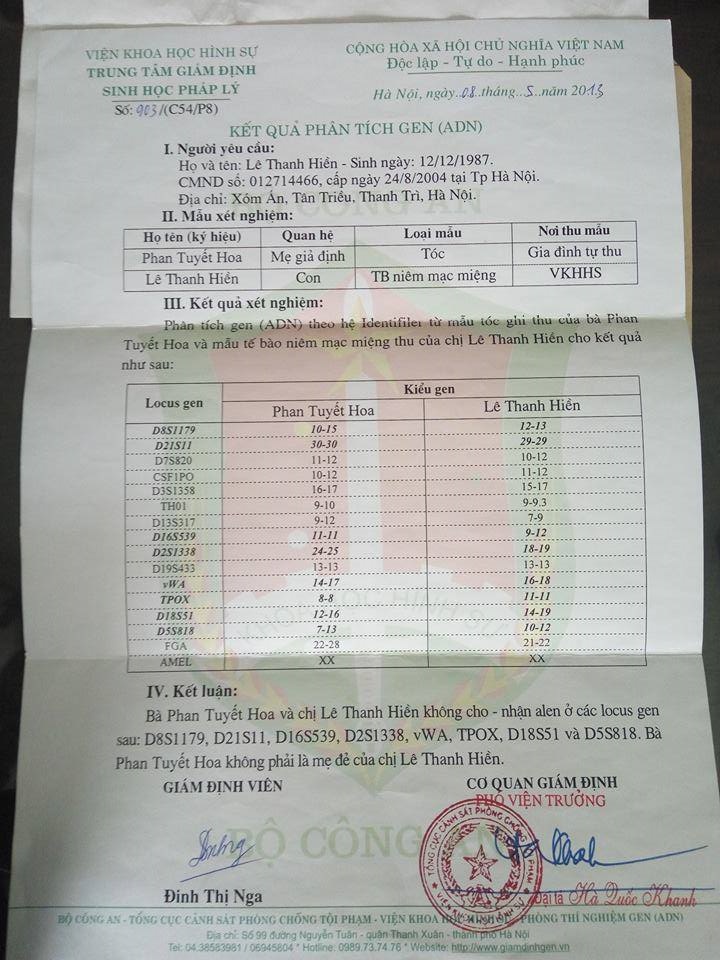 VIỆN KHOA HỌC HÌNH SỰ
TRUNG TÂM GIÁM ĐỊNH
SINH HỌC PHÁP LÝ
Số: 903/(C54/P8)
CỘNG HÒA XÃ HỘI CHỦ NGHĨA VIỆT NAM
Độc lập - Tự do - Hạnh phúc
Hà Nội, ngày..08.tháng...5..năm 2013
KẾT QUẢ PHÂN TÍCH GEN (ADN)
I. Người yêu cầu:
Họ và tên: Lê Thanh Hiền - Sinh ngày: 12/12/1987.
CMND số: 012714466, cấp ngày 24/8/2004 tại Tp Hà Nội.
Địa chỉ: Xóm Án, Tân Triều, Thanh Trì, Hà Nội.
II. Mẫu xét nghiệm:
Họ tên (ký hiệu) Quan hệ Loại mẫu Nơi thu mẫu
Phan Tuyết Hoa Mẹ giả định Tóc Gia đình tự thu
Lê Thanh Hiền Con TB niêm mạc miệng VKHHS
III. Kết quả xét nghiệm:
Phân tích gen (ADN) theo hệ Identifiler từ mẫu tóc ghi thu của bà Phan
Tuyết Hoa và mẫu tế bào niêm mạc miệng thu của chị Lê Thanh Hiền cho kết quả
như sau:
Locus gen Kiểu gen
Phan Tuyết Hoa Lê Thanh Hiền
D8S1179 10-15 12-13
D21S11 30-30 29-29
D7S820 11-12 10-12
CSF1PO 10-12 11-12
D3S1358 16-17 15-17
TH01 9-10 9-9.3
D13S317 9-12 7-9
D16S539 11-11 9-12
D2S1338 24-25 18-19
D19S433 13-13 13-13
vWA 14-17 16-18
TPOX 8-8 11-11
D18S51 12-16 14-19
D5S818 7-13 10-12
FGA 22-28 21-22
AMEL XX XX
IV. Kết luận:
Bà Phan Tuyết Hoa và chị Lê Thanh Hiền không cho - nhận alen ở các locus gen
sau: D8S1179, D21S11, D16S539, D2S1338, vWA, TPOX, D18S51 và D5S818. Bà
Phan Tuyết Hoa không phải là mẹ đẻ của chị Lê Thanh Hiền.
GIÁM ĐỊNH VIÊN
CƠ QUAN GIÁM ĐỊNH
PHÓ VIỆN TRƯỞNG
BỘ CÔNG AN
Đinh Thị Nga
Đại tá Hà Quốc Khanh
BỘ CÔNG AN - TỔNG CỤC CẢNH SÁT PHÒNG CHỐNG TỘI PHẠM - VIỆN KHOA HỌC HÌNH SỰ - PHÒNG THÍ NGHIỆM GEN (ADN)
Địa chỉ: Số 99 đường Nguyễn Tuân - quận Thanh Xuân - thành phố Hà Nội
Tel: 04.38583981 / 06945804 * Hotline: 0989.73.74.76 * Website: http://www.giamdinhgen.vn